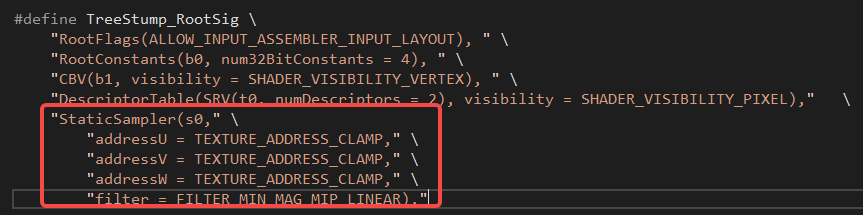 #define TreeStump_RootSig \
"RootFlags(ALLOW_INPUT_ASSEMBLER_INPUT_LAYOUT), " \
"RootConstants(b0, num32BitConstants = 4), " \
"CBV(b1, visibility = SHADER_VISIBILITY_VERTEX), " \
"DescriptorTable(SRV(t0, numDescriptors = 2), visibility = SHADER_VISIBILITY_PIXEL)," \
"StaticSampler(s0," \
"addressU = TEXTURE_ADDRESS_CLAMP," \
"addressV = TEXTURE_ADDRESS_CLAMP," \
"addressW = TEXTURE_ADDRESS_CLAMP," \
"filter = FILTER_MIN_MAG_MIP_LINEAR),"